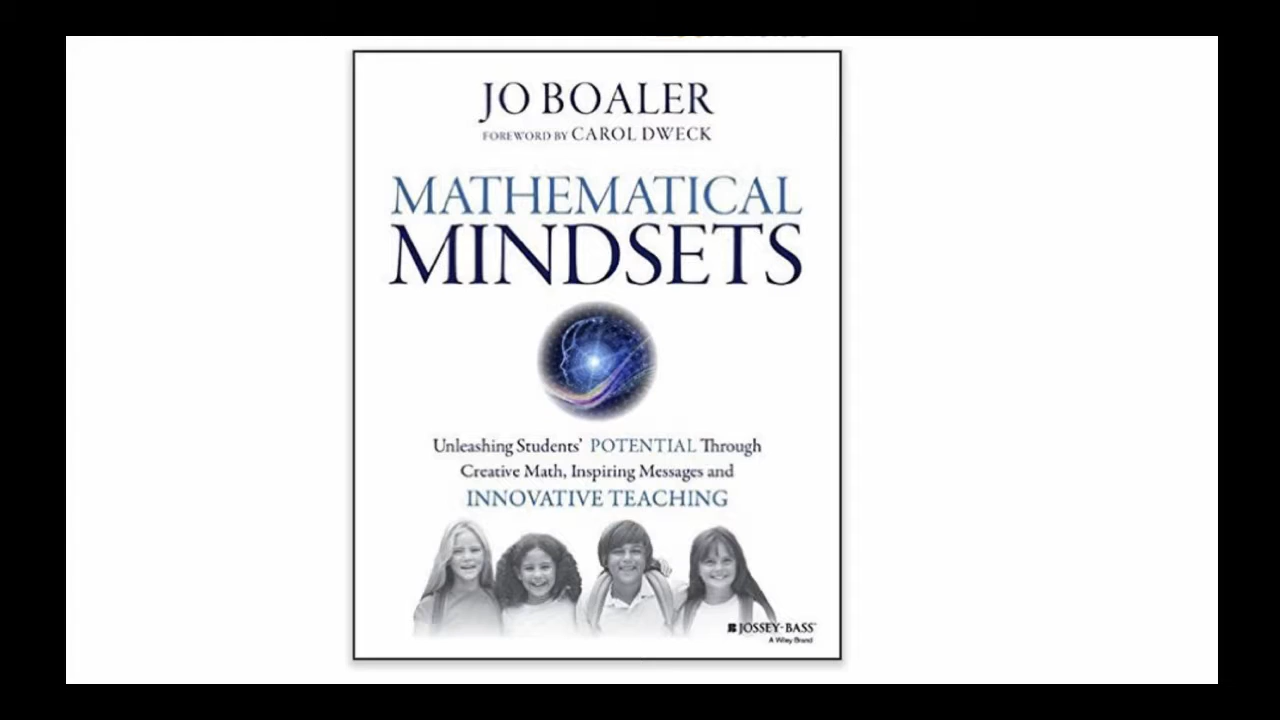 JO BOALER
FOREWORD BY CAROL DWECK
MATHEMATICAL
MINDSETS
Unleashing Students' POTENTIAL Through
Creative Math, Inspiring Messages and
INNOVATIVE TEACHING
JOSSEY-BASS™
A Wiley Brand